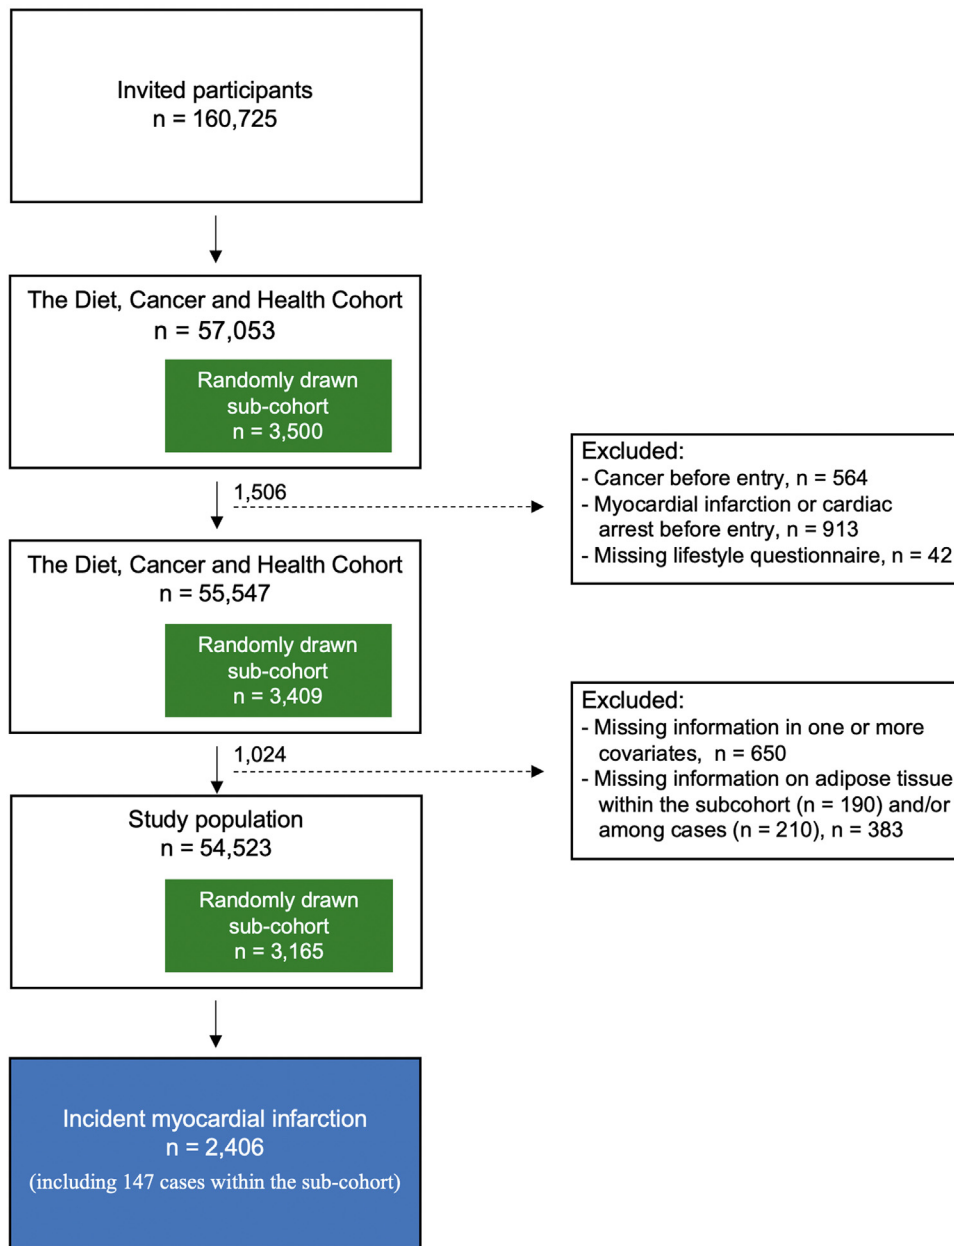 Invited participants
n = 160,725
The Diet, Cancer and Health Cohort
n = 57,053
Randomly drawn
sub-cohort
n = 3,500
1,506
Excluded:
- Cancer before entry, n = 564
- Myocardial infarction or cardiac
arrest before entry, n = 913
- Missing lifestyle questionnaire, n = 42
The Diet, Cancer and Health Cohort
n = 55,547
Randomly drawn
sub-cohort
n = 3,409
1,024
Excluded:
- Missing information in one or more
covariates, n = 650
- Missing information on adipose tissue
within the subcohort (n = 190) and/or
among cases (n = 210), n = 383
Study population
n = 54,523
Randomly drawn
sub-cohort
n = 3,165
Incident myocardial infarction
n = 2,406
(including 147 cases within the sub-cohort)